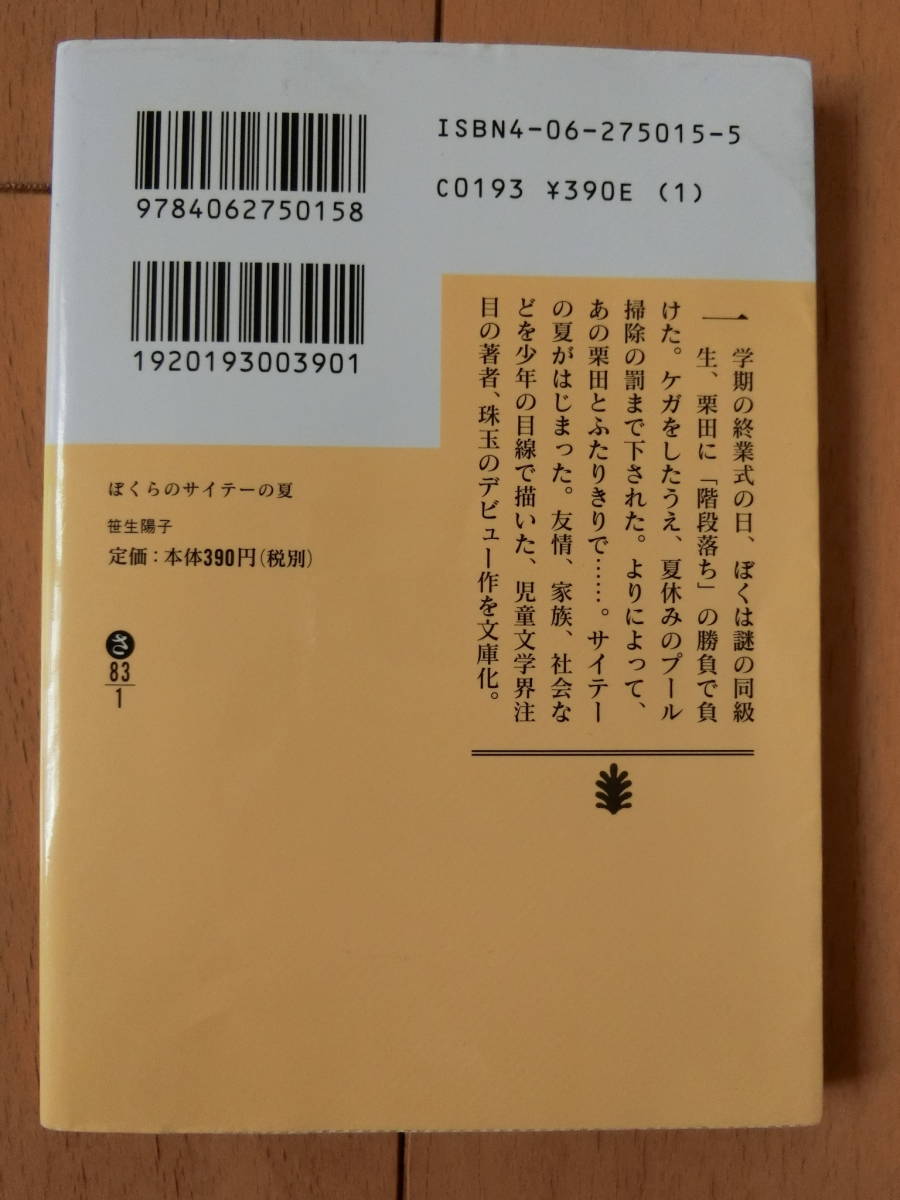 9784062750158
ISBN4-06-275015-5
C0193 ¥390E (1)
1920193003901
一学期の終業式の日、ぼくは謎の同級
生、栗田に「階段落ち」の勝負で負
けた。ケガをしたうえ、夏休みのプール
掃除の罰まで下された。よりによって、
あの栗田とふたりきりで……。サイテー
の夏がはじまった。友情、家族、社会な
どを少年の目線で描いた、児童文学界注
目の著者、珠玉のデビュー作を文庫化。
ぼくらのサイテーの夏
笹生陽子
定価:本体390円(税別)
さ
83
1